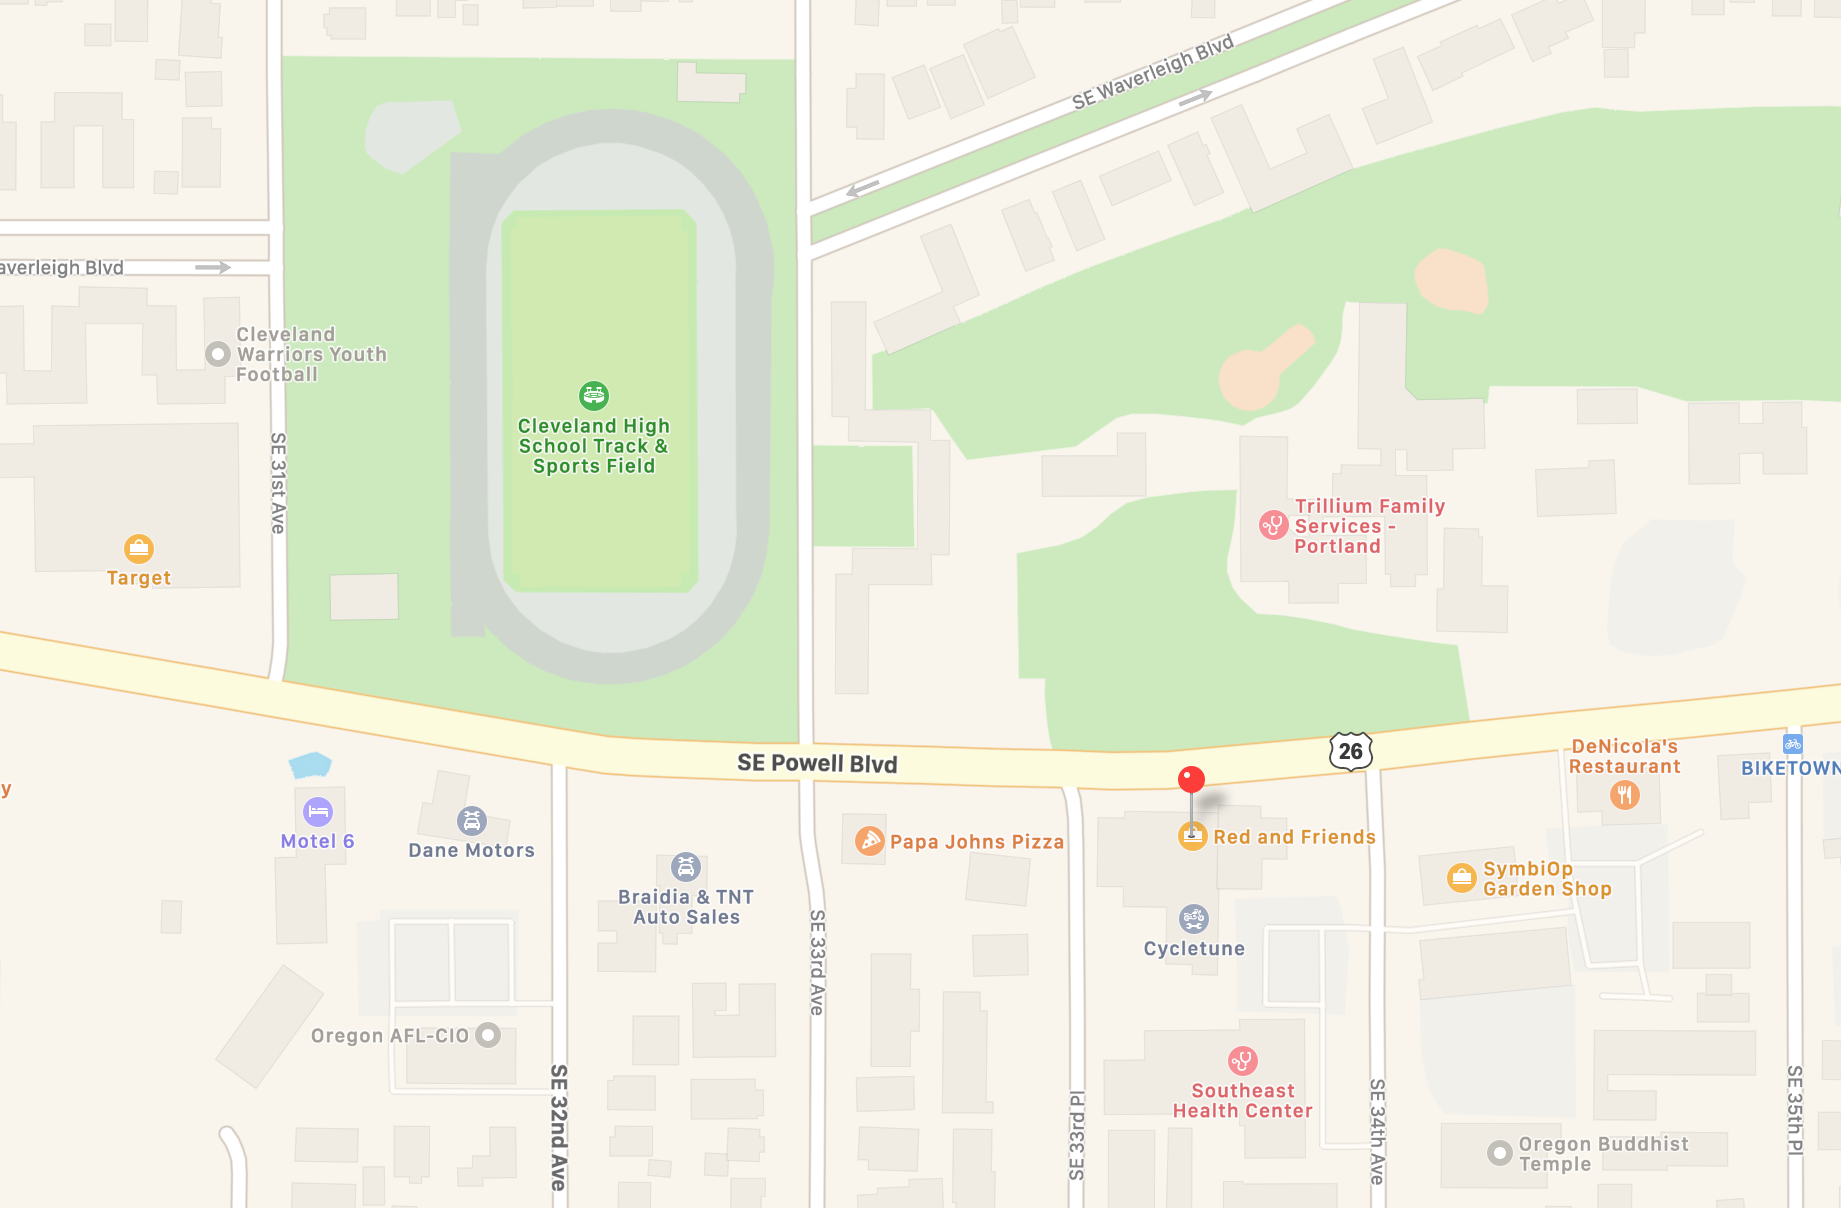 SE Waverleigh Blvd
averleigh Blvd
Cleveland
Warriors Youth
Football
Cleveland High
School Track &
Sports Field
SE 31st Ave
Target
Trillium Family
Services -
Portland
SE Powell Blvd
26
DeNicola's
Restaurant
BIKETOWN
y
Motel 6
Dane Motors
Papa Johns Pizza
Red and Friends
Braidia & TNT
Auto Sales
SymbiOp
Garden Shop
Cycletune
SE 33rd Ave
Oregon AFL-CIO
SE 32nd Ave
Southeast
Health Center
SE 33rd Pl
SE 34th Ave
SE 35th Pl
Oregon Buddhist
Temple